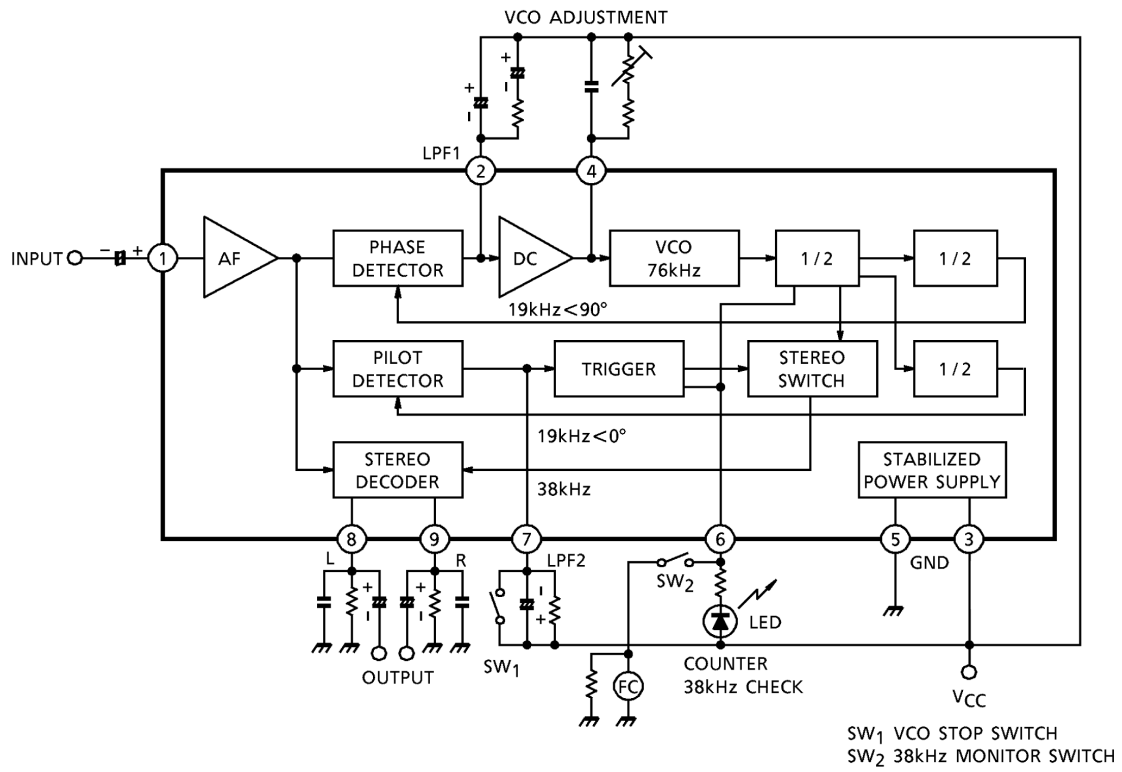 VCO ADJUSTMENT
+
-
+
-
LPF1
2
4
INPUT
- +
1
AF
PHASE
DETECTOR
DC
VCO
76kHz
1/2
1/2
19kHz<90°
PILOT
DETECTOR
TRIGGER
STEREO
SWITCH
1/2
19kHz<0°
STEREO
DECODER
38kHz
STABILIZED
POWER SUPPLY
8
9
7
6
5
3
L
R
LPF2
GND
+
-
+
-
-
+
SW2
LED
SW1
OUTPUT
FC
COUNTER
38kHz CHECK
VCC
SW1 VCO STOP SWITCH
SW2 38kHz MONITOR SWITCH